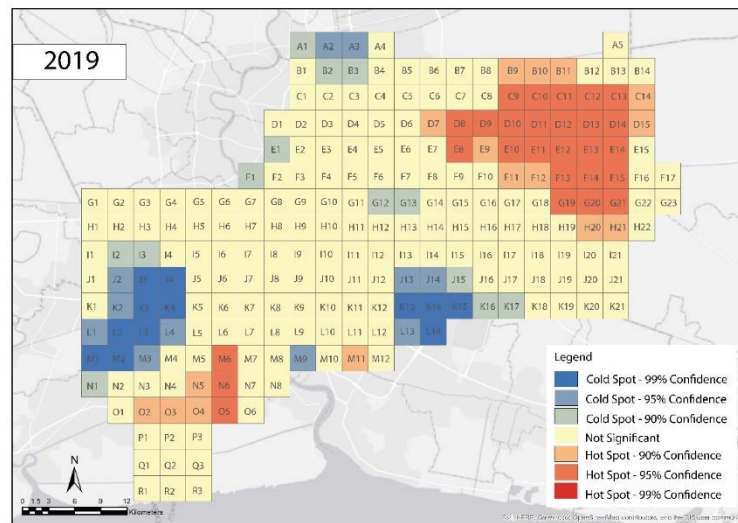 2019
A1 A2 A3 A4 A5
B1 B2 B3 B4 B5 B6 B7 B8 B9 B10 B11 B12 B13 B14
C1 C2 C3 C4 C5 C6 C7 C8 C9 C10 C11 C12 C13 C14
D1 D2 D3 D4 D5 D6 D7 D8 D9 D10 D11 D12 D13 D14 D15
E1 E2 E3 E4 E5 E6 E7 E8 E9 E10 E11 E12 E13 E14 E15
F1 F2 F3 F4 F5 F6 F7 F8 F9 F10 F11 F12 F13 F14 F15 F16 F17
G1 G2 G3 G4 G5 G6 G7 G8 G9 G10 G11 G12 G13 G14 G15 G16 G17 G18 G19 G20 G21 G22 G23
H1 H2 H3 H4 H5 H6 H7 H8 H9 H10 H11 H12 H13 H14 H15 H16 H17 H18 H19 H20 H21 H22
I1 I2 I3 I4 I5 I6 I7 I8 I9 I10 I11 I12 I13 I14 I15 I16 I17 I18 I19 I20 I21
J1 J2 J3 J4 J5 J6 J7 J8 J9 J10 J11 J12 J13 J14 J15 J16 J17 J18 J19 J20 J21
K1 K2 K3 K4 K5 K6 K7 K8 K9 K10 K11 K12 K13 K14 K15 K16 K17 K18 K19 K20 K21
L1 L2 L3 L4 L5 L6 L7 L8 L9 L10 L11 L12 L13 L14
M1 M2 M3 M4 M5 M6 M7 M8 M9 M10 M11 M12
N1 N2 N3 N4 N5 N6 N7 N8
O1 O2 O3 O4 O5 O6
P1 P2 P3
Q1 Q2 Q3
R1 R2 R3
Legend
Cold Spot - 99% Confidence
Cold Spot - 95% Confidence
Cold Spot - 90% Confidence
Not Significant
Hot Spot - 90% Confidence
Hot Spot - 95% Confidence
Hot Spot - 99% Confidence
N
0 1.5 3 6 9 12
Kilometers
HERE, Garmin, (c) OpenStreetMap contributors, and the GIS user community